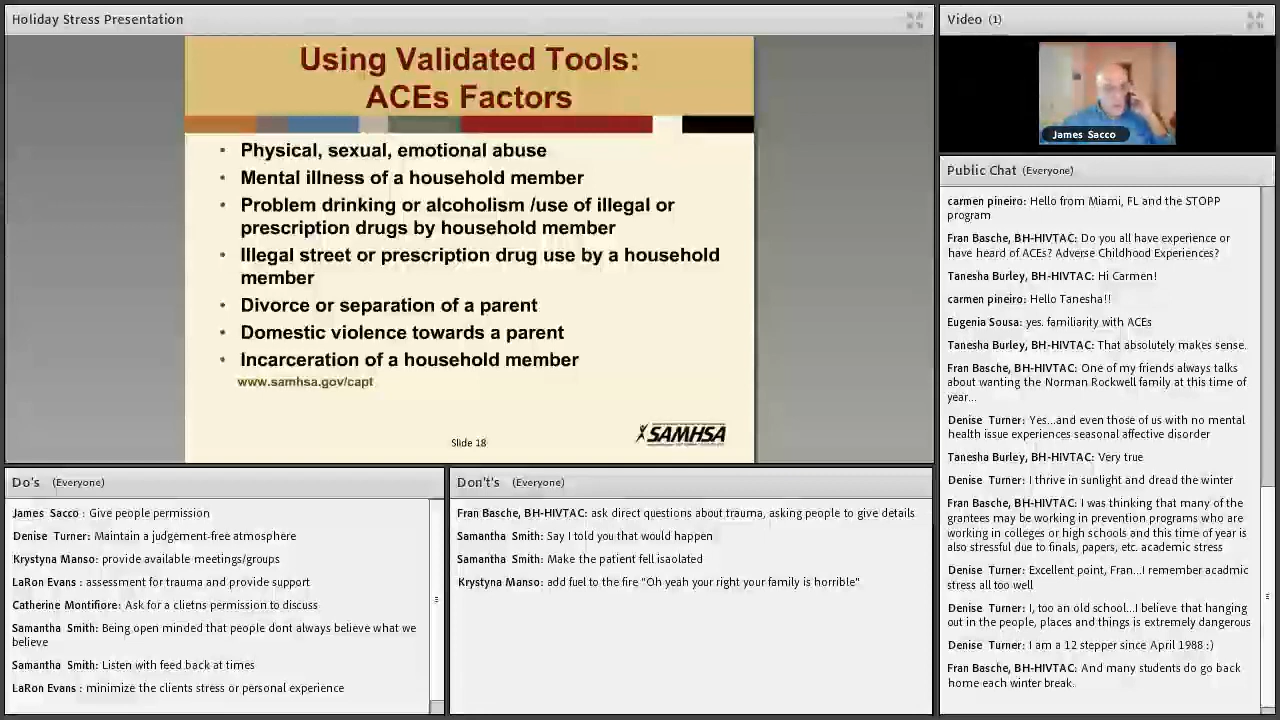 Holiday Stress Presentation
Using Validated Tools:
ACEs Factors
• Physical, sexual, emotional abuse
• Mental illness of a household member
• Problem drinking or alcoholism /use of illegal or
prescription drugs by household member
• Illegal street or prescription drug use by a household
member
• Divorce or separation of a parent
• Domestic violence towards a parent
• Incarceration of a household member
www.samhsa.gov/capt
Slide 18
SAMHSA
Do's (Everyone)
James Sacco : Give people permission
Denise Turner: Maintain a judgement-free atmosphere
Krystyna Manso: provide available meetings/groups
LaRon Evans : assessment for trauma and provide support
Catherine Montifiore: Ask for a clietns permission to discuss
Samantha Smith: Being open minded that people dont always believe what we
believe
Samantha Smith: Listen with feed back at times
LaRon Evans : minimize the clients stress or personal experience
Don't's (Everyone)
Fran Basche, BH-HIVTAC: ask direct questions about trauma, asking people to give details
Samantha Smith: Say I told you that would happen
Samantha Smith: Make the patient fell isaolated
Krystyna Manso: add fuel to the fire "Oh yeah your right your family is horrible"
Video (1)
James Sacco
Public Chat (Everyone)
carmen pineiro: Hello from Miami, FL and the STOPP
program
Fran Basche, BH-HIVTAC: Do you all have experience or
have heard of ACEs? Adverse Childhood Experiences?
Tanesha Burley, BH-HIVTAC: Hi Carmen!
carmen pineiro: Hello Tanesha!!
Eugenia Sousa: yes. familiarity with ACEs
Tanesha Burley, BH-HIVTAC: That absolutely makes sense.
Fran Basche, BH-HIVTAC: One of my friends always talks
about wanting the Norman Rockwell family at this time of
year...
Denise Turner: Yes...and even those of us with no mental
health issue experiences seasonal affective disorder
Tanesha Burley, BH-HIVTAC: Very true
Denise Turner: I thrive in sunlight and dread the winter
Fran Basche, BH-HIVTAC: I was thinking that many of the
grantees may be working in prevention programs who are
working in colleges or high schools and this time of year is
also stressful due to finals, papers, etc. academic stress
Denise Turner: Excellent point, Fran...I remember acadmic
stress all too well
Denise Turner: I, too an old school...I believe that hanging
out in the people, places and things is extremely dangerous
Denise Turner: I am a 12 stepper since April 1988 :)
Fran Basche, BH-HIVTAC: And many students do go back
home each winter break.